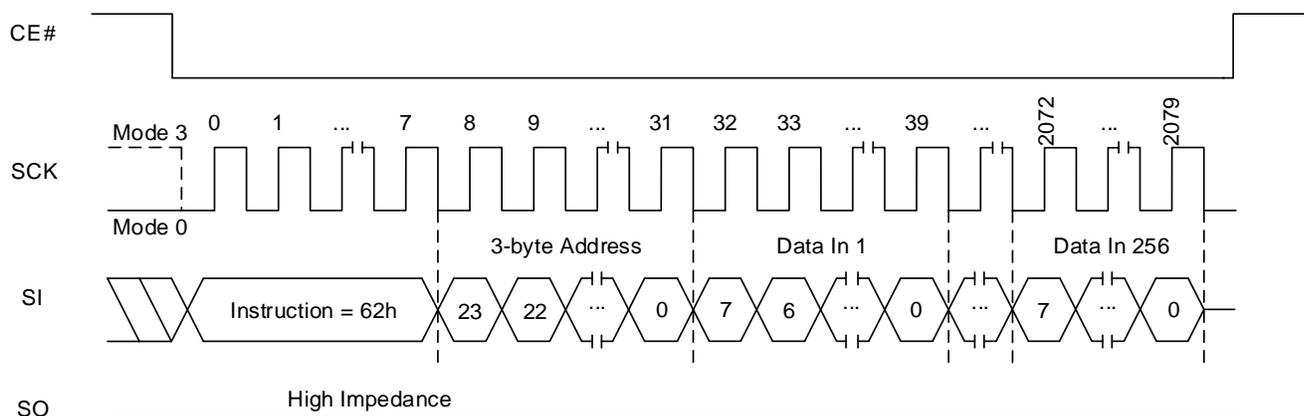 CE#
SCK
Mode 3
0 1 ... 7 8 9 ... 31 32 33 ... 39 ... 2072 ... 2079
Mode 0
3-byte Address Data In 1 Data In 256
SI
Instruction = 62h 23 22 ... 0 7 6 ... 0 ... 7 ... 0
SO
High Impedance